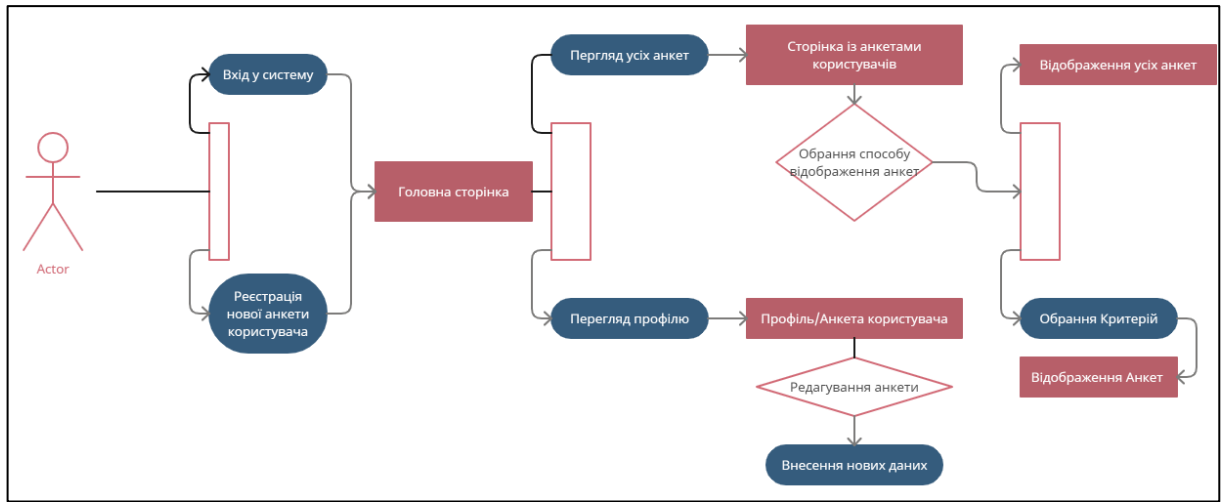 Actor
Вхід у систему
Реєстрація
нової анкети
користувача
Головна сторінка
Пергляд усіх анкет
Сторінка із анкетами
користувачів
Обрання способу
відображення анкет
Відображення усіх анкет
Перегляд профілю
Профіль/Анкета користувача
Редагування анкети
Внесення нових даних
Обрання Критерій
Відображення Анкет